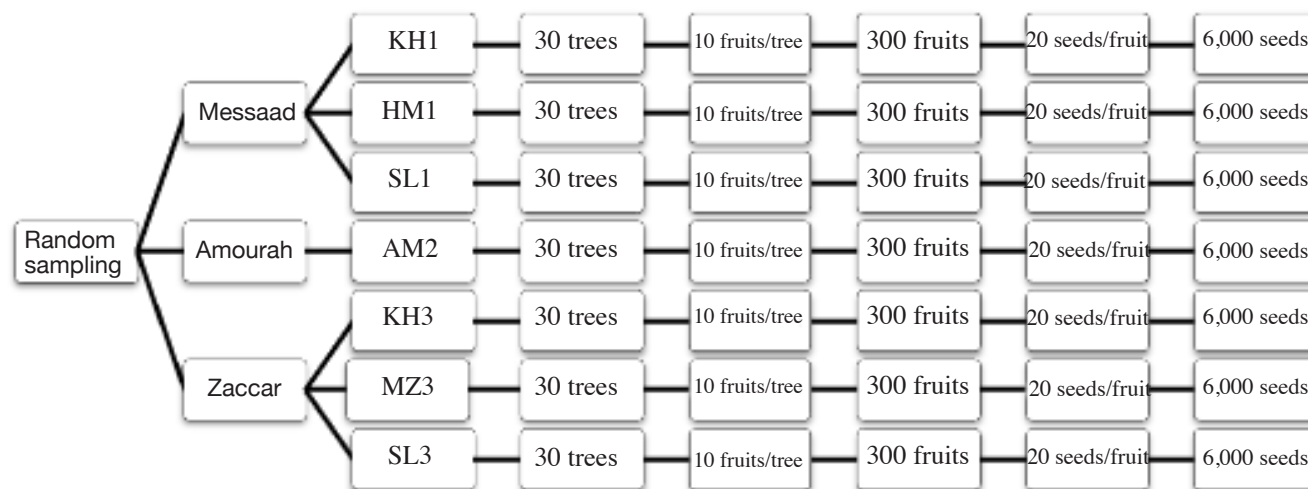 KH1 30 trees 10 fruits/tree 300 fruits 20 seeds/fruit 6,000 seeds
Messaad HM1 30 trees 10 fruits/tree 300 fruits 20 seeds/fruit 6,000 seeds
SL1 30 trees 10 fruits/tree 300 fruits 20 seeds/fruit 6,000 seeds
Random
sampling
Amourah AM2 30 trees 10 fruits/tree 300 fruits 20 seeds/fruit 6,000 seeds
KH3 30 trees 10 fruits/tree 300 fruits 20 seeds/fruit 6,000 seeds
Zaccar MZ3 30 trees 10 fruits/tree 300 fruits 20 seeds/fruit 6,000 seeds
SL3 30 trees 10 fruits/tree 300 fruits 20 seeds/fruit 6,000 seeds